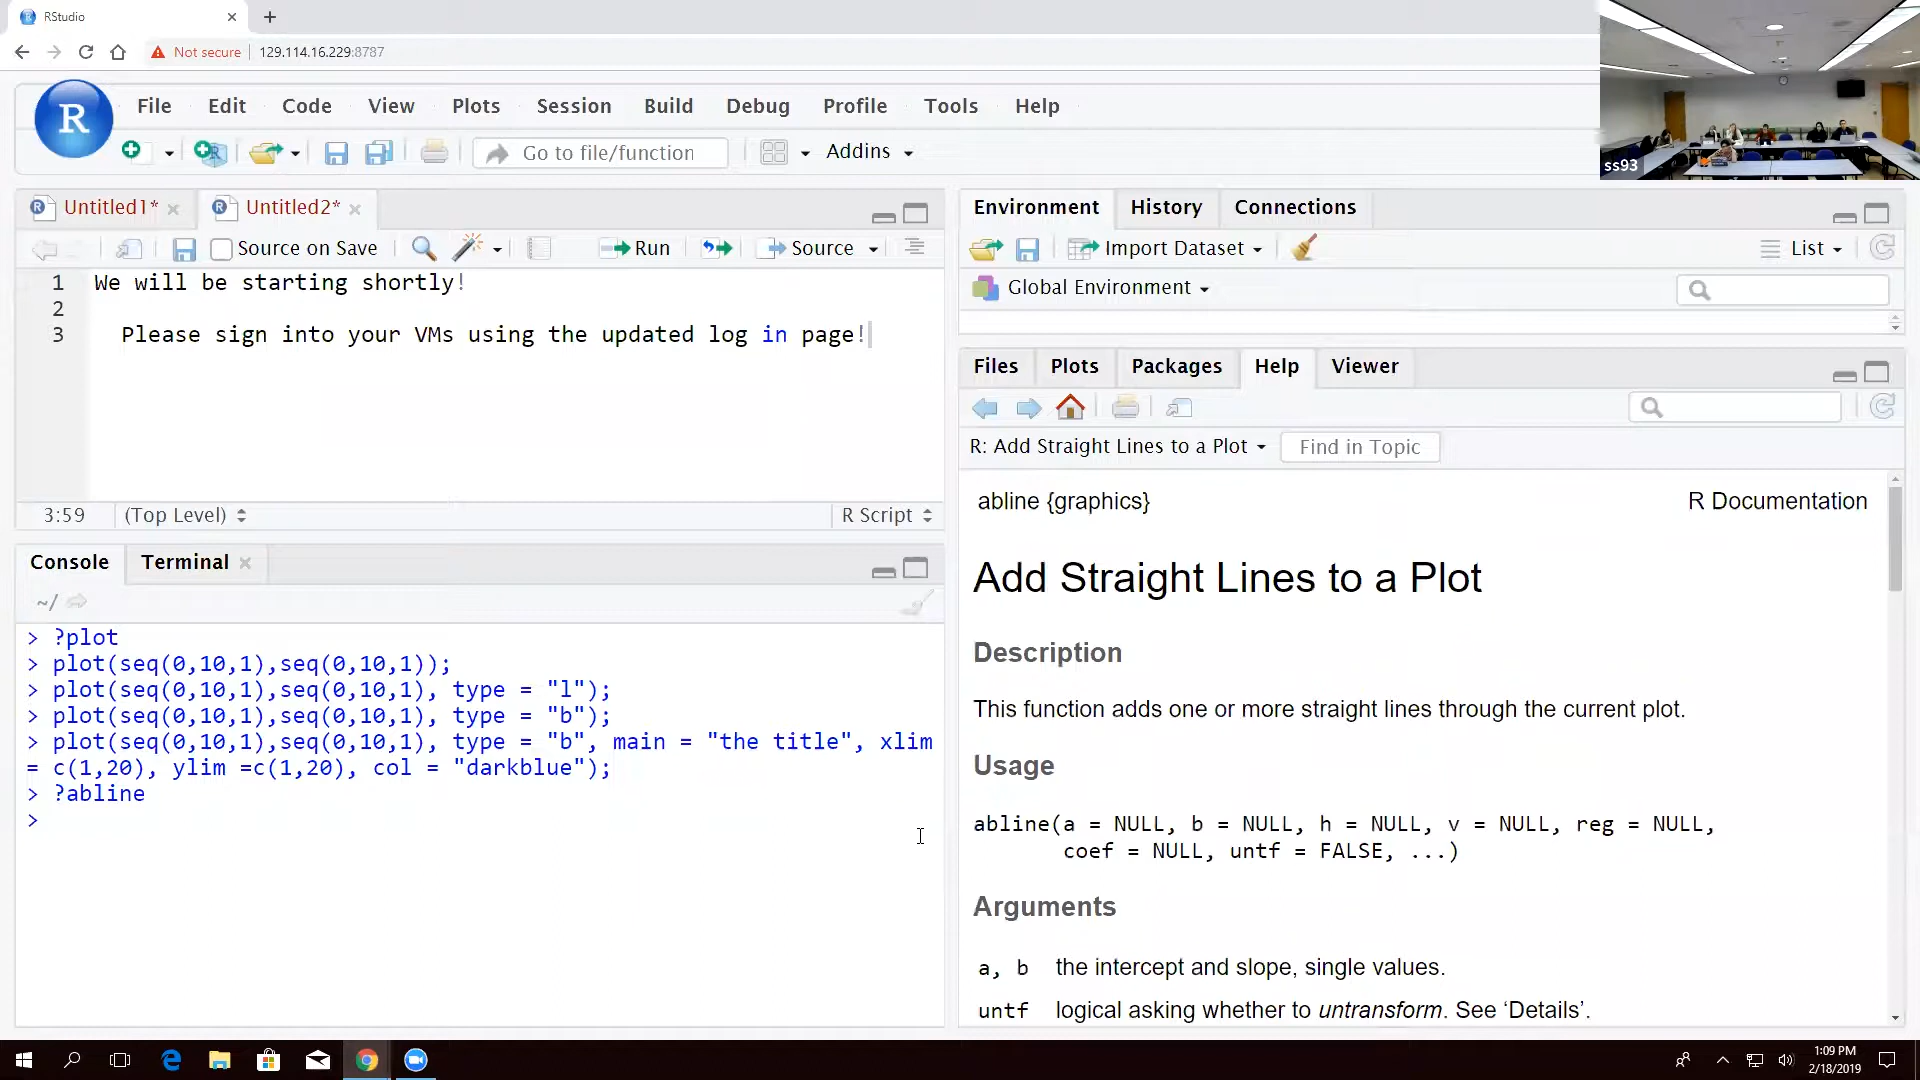 RStudio
Not secure 129.114.16.229:8787
R File Edit Code View Plots Session Build Debug Profile Tools Help
Go to file/function Addins
ss93
Untitled1* Untitled2*
Source on Save Run Source
1 We will be starting shortly!
2
3 Please sign into your VMs using the updated log in page!
3:59 (Top Level) R Script
Console Terminal
~/
> ?plot
> plot(seq(0,10,1),seq(0,10,1));
> plot(seq(0,10,1),seq(0,10,1), type = "l");
> plot(seq(0,10,1),seq(0,10,1), type = "b");
> plot(seq(0,10,1),seq(0,10,1), type = "b", main = "the title", xlim
= c(1,20), ylim =c(1,20), col = "darkblue");
> ?abline
>
Environment History Connections
Import Dataset List
Global Environment
Files Plots Packages Help Viewer
R: Add Straight Lines to a Plot Find in Topic
abline {graphics} R Documentation
Add Straight Lines to a Plot
Description
This function adds one or more straight lines through the current plot.
Usage
abline(a = NULL, b = NULL, h = NULL, v = NULL, reg = NULL,
coef = NULL, untf = FALSE, ...)
Arguments
a, b the intercept and slope, single values.
untf logical asking whether to untransform. See ‘Details’.
1:09 PM
2/18/2019